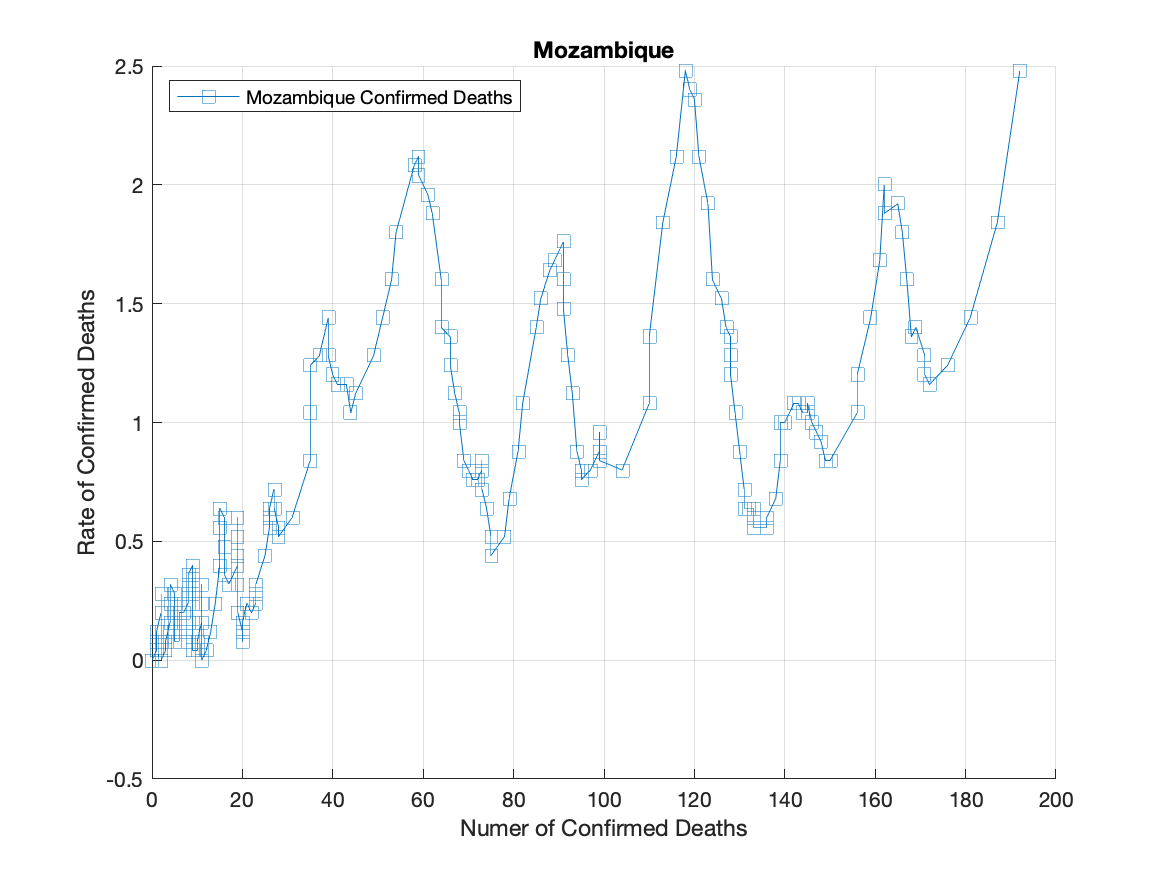 Mozambique
Mozambique Confirmed Deaths
2.5
2
1.5
1
0.5
0
-0.5
Rate of Confirmed Deaths
0 20 40 60 80 100 120 140 160 180 200
Numer of Confirmed Deaths